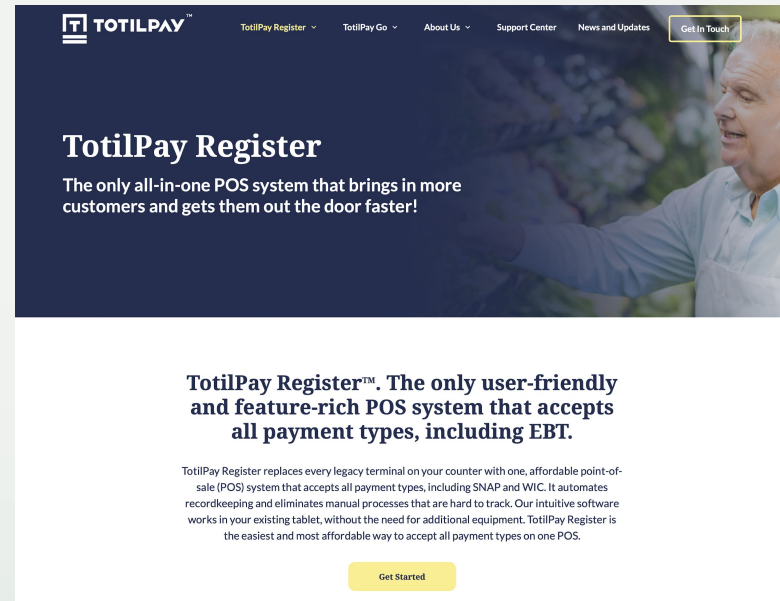 TOTILPAY™
TotilPay Register
TotilPay Go
About Us
Support Center
News and Updates
Get In Touch
TotilPay Register
The only all-in-one POS system that brings in more
customers and gets them out the door faster!
TotilPay Register™. The only user-friendly
and feature-rich POS system that accepts
all payment types, including EBT.
TotilPay Register replaces every legacy terminal on your counter with one, affordable point-of-
sale (POS) system that accepts all payment types, including SNAP and WIC. It automates
recordkeeping and eliminates manual processes that are hard to track. Our intuitive software
works in your existing tablet, without the need for additional equipment. TotilPay Register is
the easiest and most affordable way to accept all payment types on one POS.
Get Started